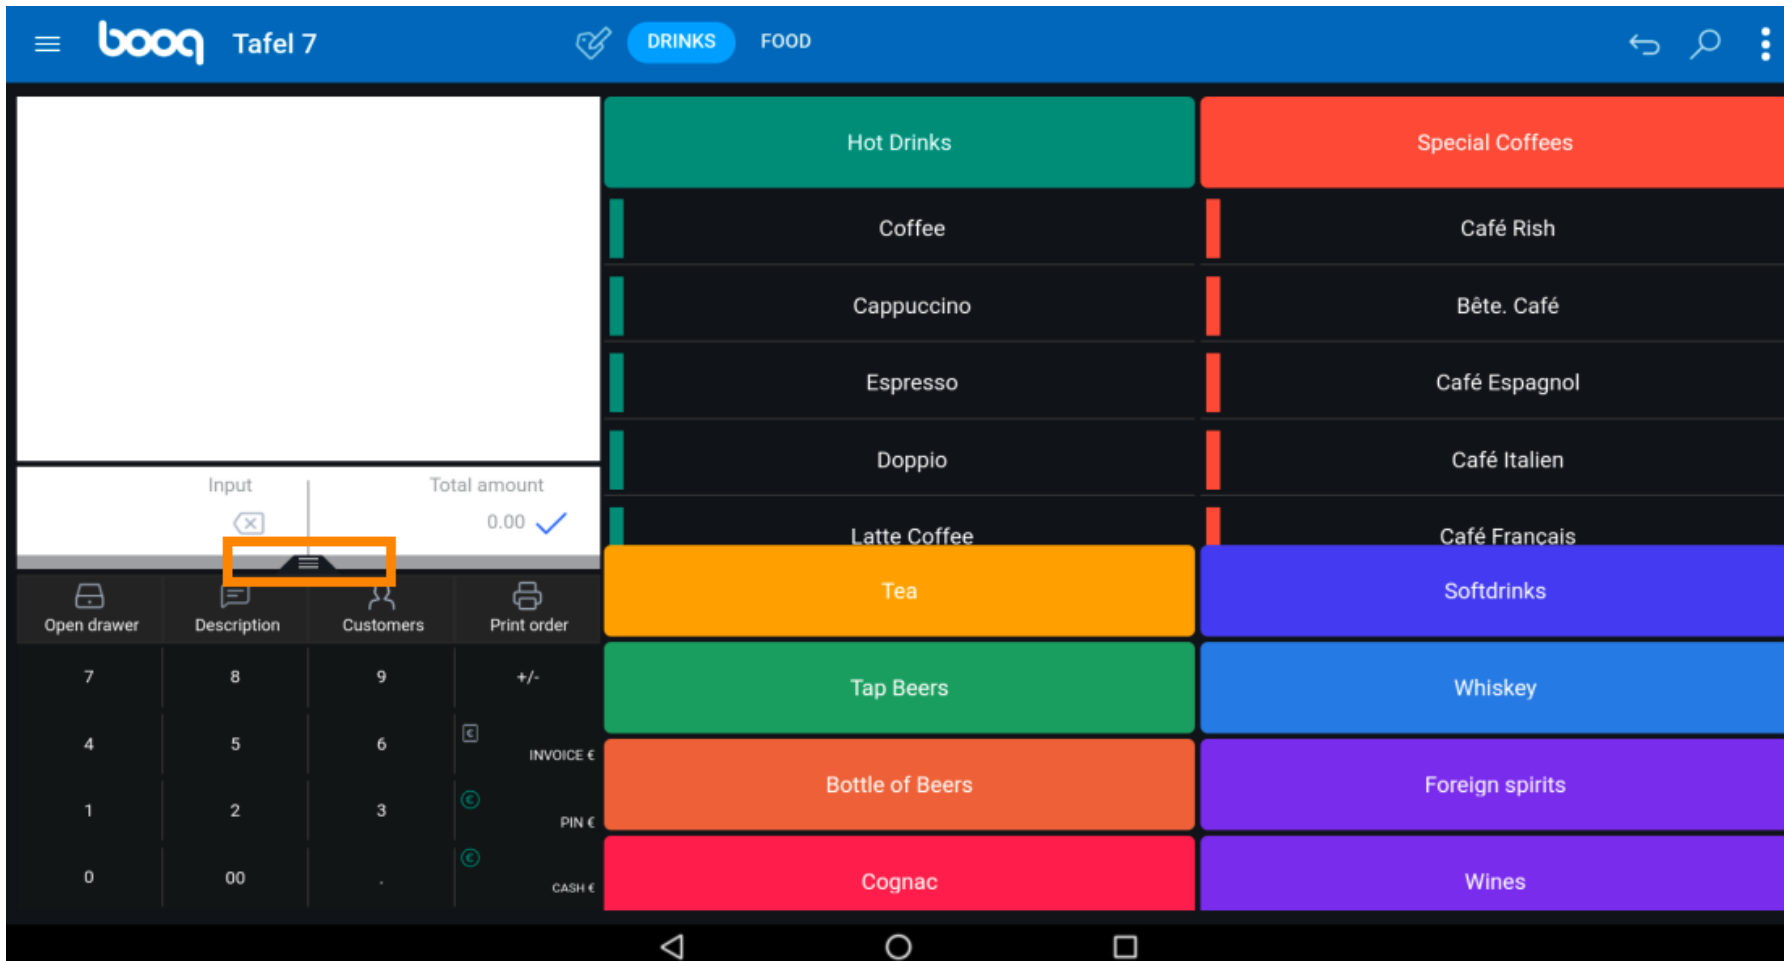 booq Tafel 7 DRINKS FOOD
Hot Drinks
Special Coffees
Coffee
Café Rish
Cappuccino
Bête. Café
Espresso
Café Espagnol
Doppio
Café Italien
Latte Coffee
Café Français
Input
Total amount
0.00
Open drawer
Description
Customers
Print order
7 8 9 +/-
4 5 6 € INVOICE €
1 2 3 € PIN €
0 00 . € CASH €
Tea
Softdrinks
Tap Beers
Whiskey
Bottle of Beers
Foreign spirits
Cognac
Wines